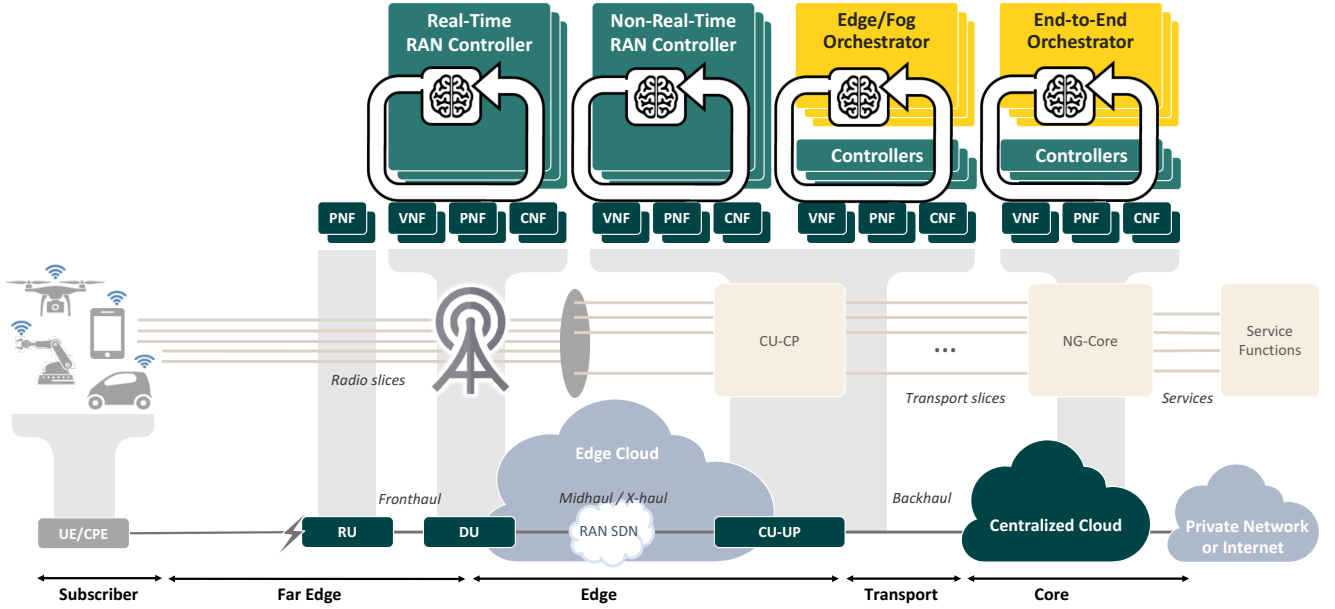 Real-Time
RAN Controller
Non-Real-Time
RAN Controller
Edge/Fog
Orchestrator
End-to-End
Orchestrator
Controllers
Controllers
PNF
VNF
PNF
CNF
VNF
PNF
CNF
VNF
PNF
CNF
VNF
PNF
CNF
CU-CP
...
NG-Core
Service
Functions
Radio slices
Transport slices
Services
Edge Cloud
Fronthaul
Midhaul / X-haul
Backhaul
UE/CPE
RU
DU
RAN SDN
CU-UP
Centralized Cloud
Private Network
or Internet
Subscriber
Far Edge
Edge
Transport
Core